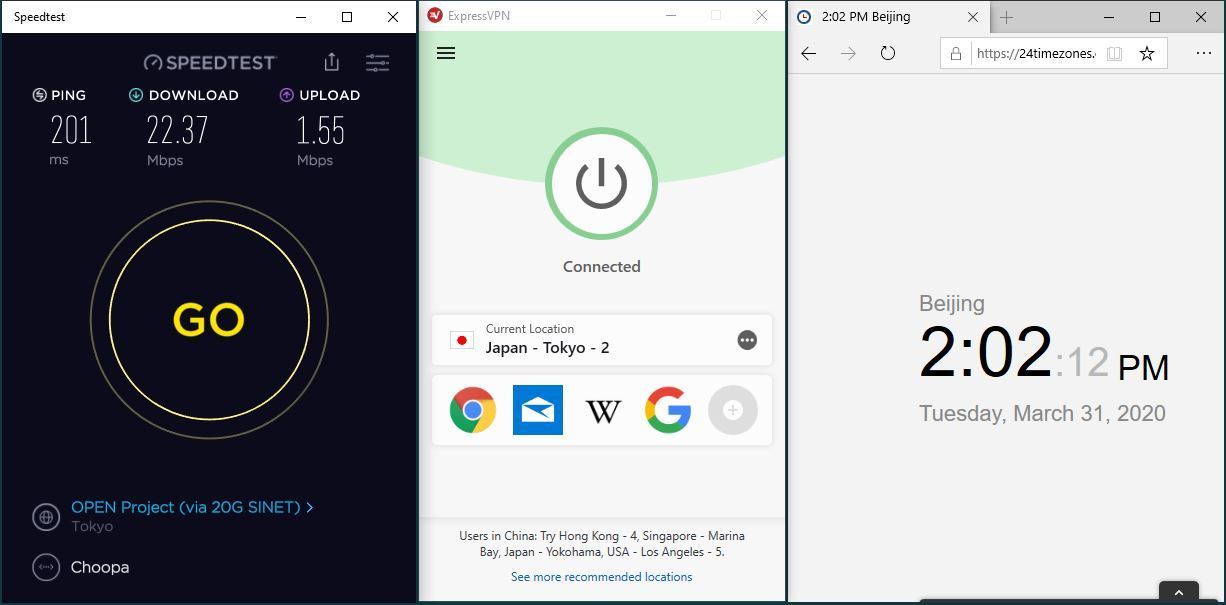 Speedtest
SPEEDTEST
PING DOWNLOAD UPLOAD
201 22.37 1.55
ms Mbps Mbps
GO
OPEN Project (via 20G SINET) >
Tokyo
Choopa
ExpressVPN
Connected
Current Location
Japan - Tokyo - 2
W
Users in China: Try Hong Kong - 4, Singapore - Marina
Bay, Japan - Yokohama, USA - Los Angeles - 5.
See more recommended locations
2:02 PM Beijing
https://24timezones.
Beijing
2:02:12 PM
Tuesday, March 31, 2020